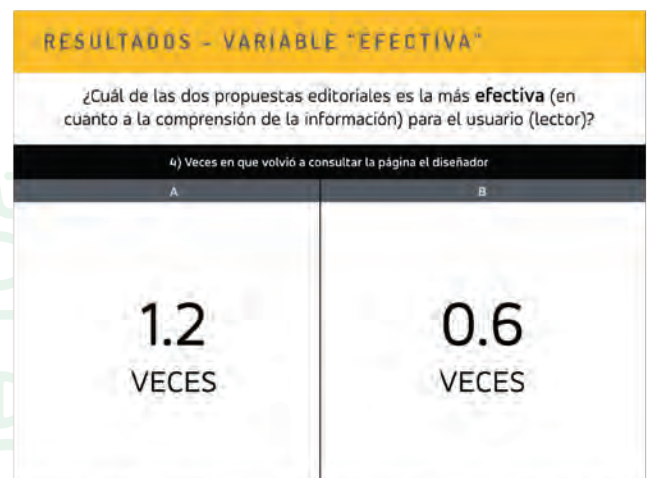 RESULTADOS - VARIABLE "EFECTIVA"
¿Cuál de las dos propuestas editoriales es la más efectiva (en
cuanto a la comprensión de la información) para el usuario (lector)?
4) Veces en que volvió a consultar la página el diseñador
A
B
1.2
VECES
0.6
VECES